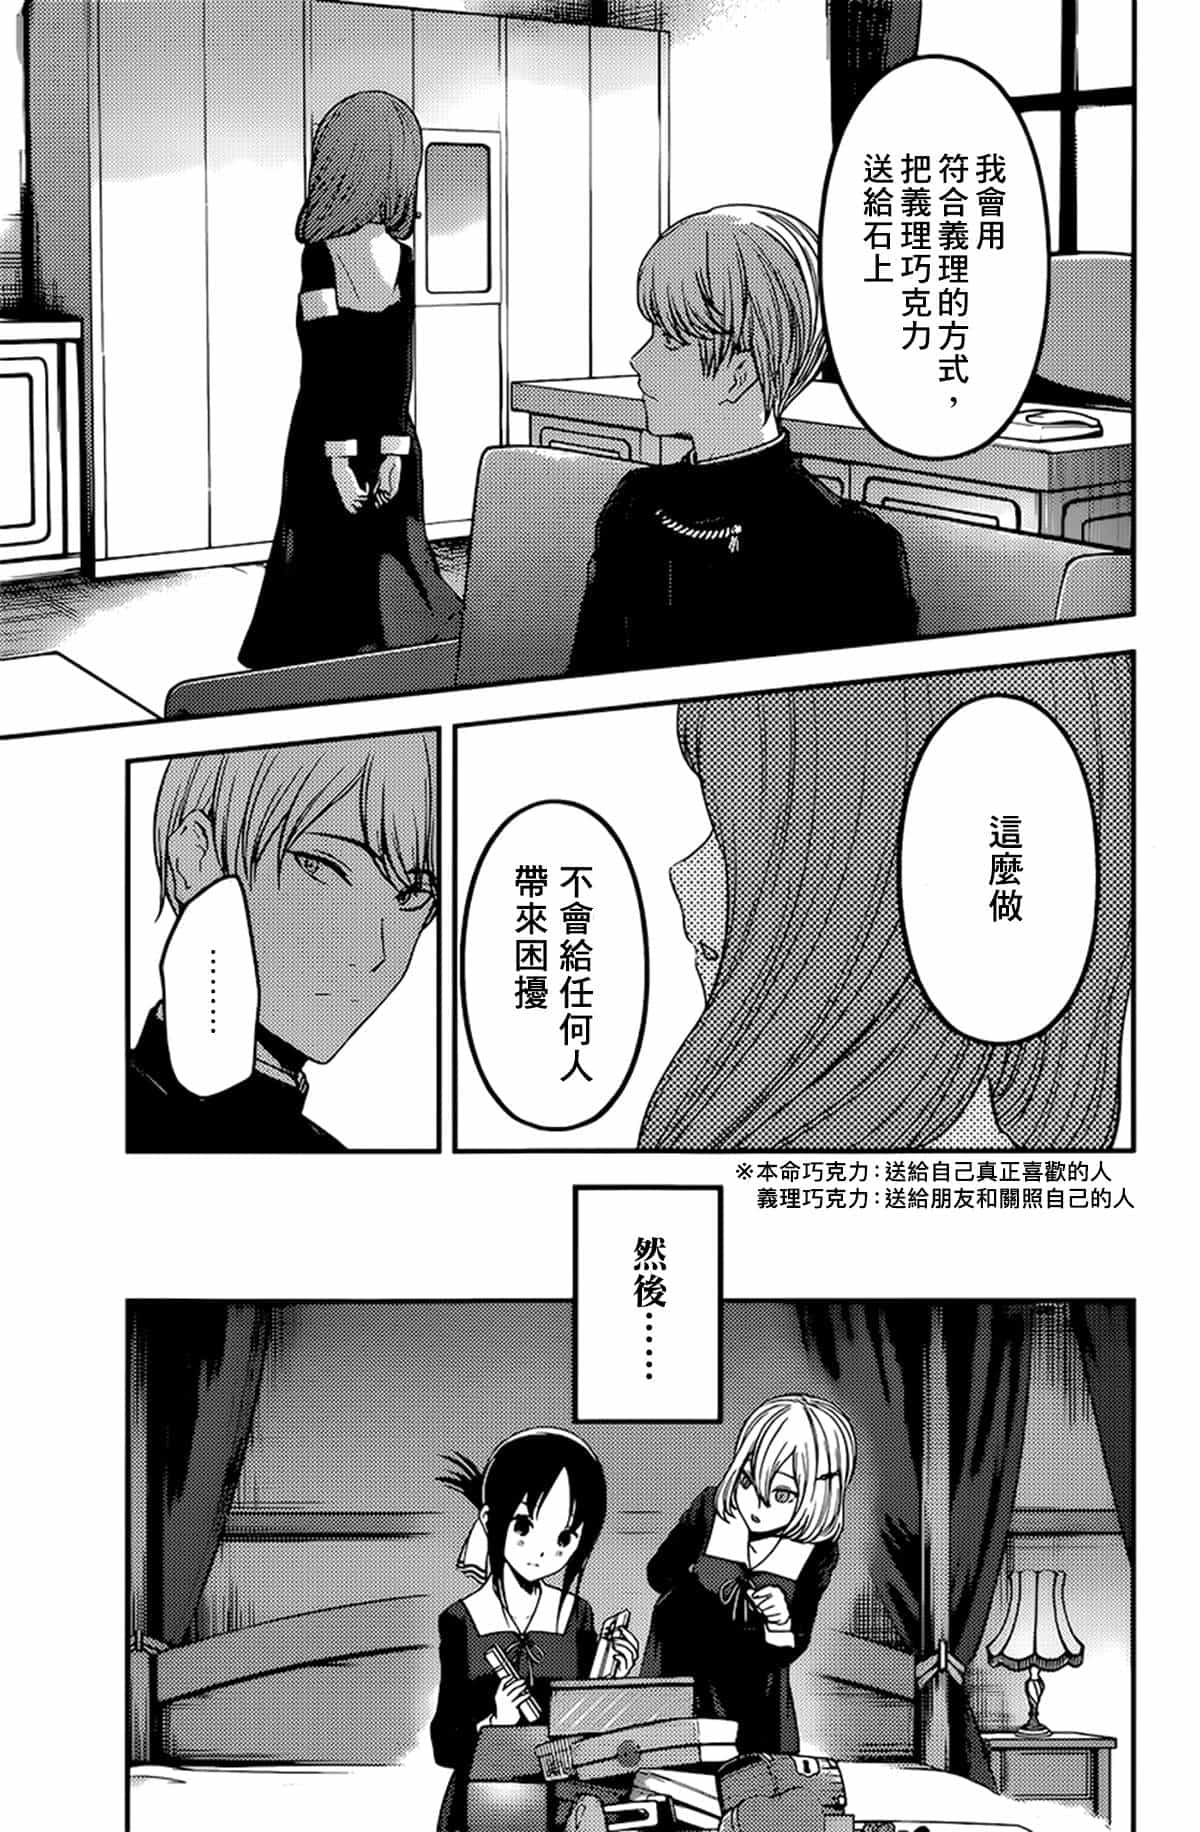 我會用
符合義理的方式，
把義理巧克力
送給石上
這麼做
不會給任何人
帶來困擾
………
※本命巧克力：送給自己真正喜歡的人
義理巧克力：送給朋友和關照自己的人
然後……